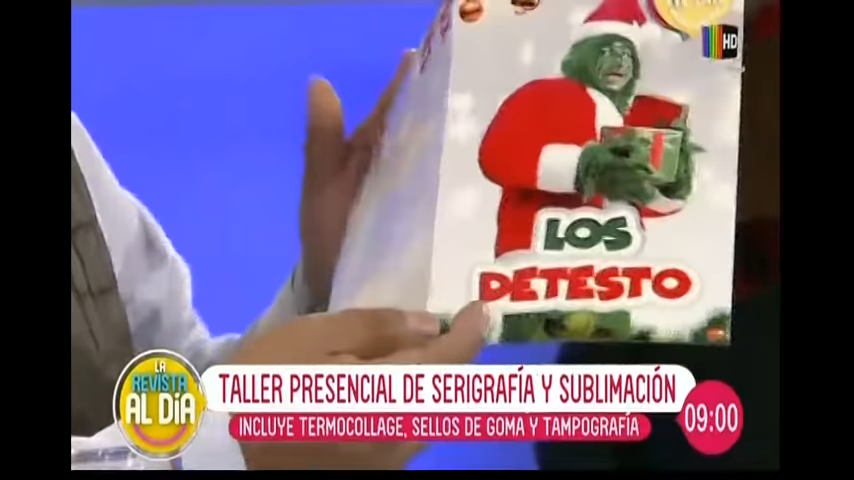 HD
LOS
DETESTO
LA
REVISTA
AL DÍA
TALLER PRESENCIAL DE SERIGRAFÍA Y SUBLIMACIÓN
INCLUYE TERMOCOLLAGE, SELLOS DE GOMA Y TAMPOGRAFÍA
09:00